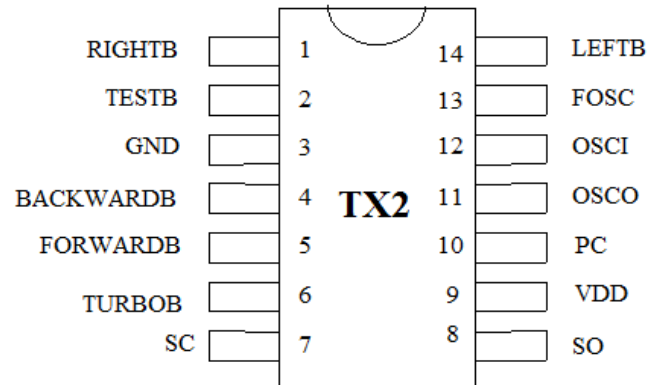 RIGHTB 1 14 LEFTB
TESTB 2 13 FOSC
GND 3 12 OSCI
BACKWARDB 4 TX2 11 OSCO
FORWARDB 5 10 PC
TURBOB 6 9 VDD
SC 7 8 SO